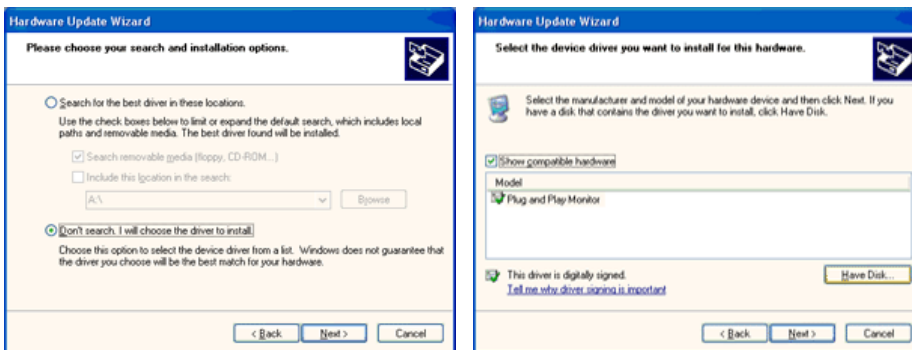 Hardware Update Wizard
Please choose your search and installation options.
Search for the best driver in these locations.
Use the check boxes below to limit or expand the default search, which includes local
paths and removable media. The best driver found will be installed.
Search removable media (floppy, CD-ROM...)
Include this location in the search:
A:\
Browse
Don't search. I will choose the driver to install.
Choose this option to select the device driver from a list. Windows does not guarantee that
the driver you choose will be the best match for your hardware.
< Back
Next >
Cancel
Hardware Update Wizard
Select the device driver you want to install for this hardware.
Select the manufacturer and model of your hardware device and then click Next. If you
have a disk that contains the driver you want to install, click Have Disk.
Show compatible hardware
Model
Plug and Play Monitor
This driver is digitally signed.
Tell me why driver signing is important
Have Disk...
< Back
Next >
Cancel